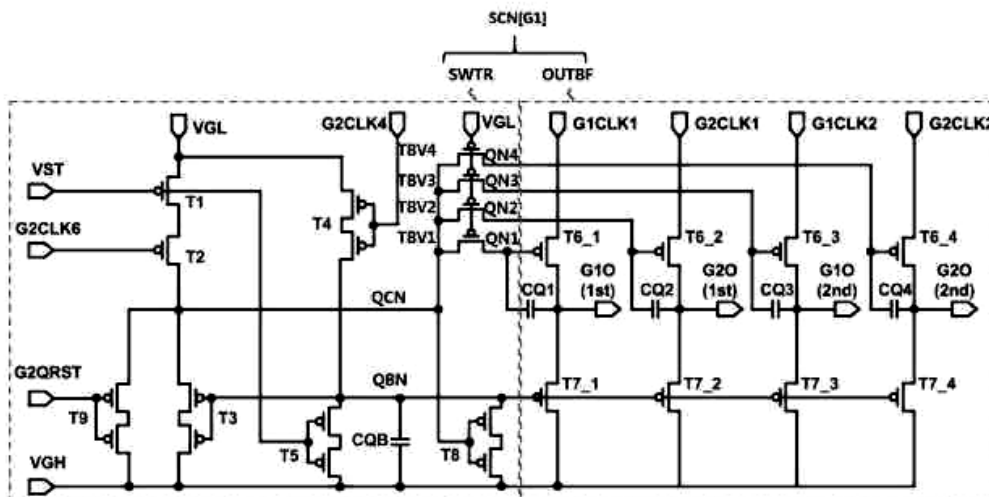 SCN[G1]
SWTR OUTBF
VGL G2CLK4 VGL G1CLK1 G2CLK1 G1CLK2 G2CLK2
VST
TBV4 QN4
T1 TBV3 QN3
G2CLK6 T4 TBV2 QN2
T2 TBV1 QN1 T6_1 T6_2 T6_3 T6_4
QCN CQ1 G1O (1st) CQ2 G2O (1st) CQ3 G1O (2nd) CQ4 G2O (2nd)
G2QRST QBN
T7_1 T7_2 T7_3 T7_4
T9 T3 T5 CQB T8
VGH